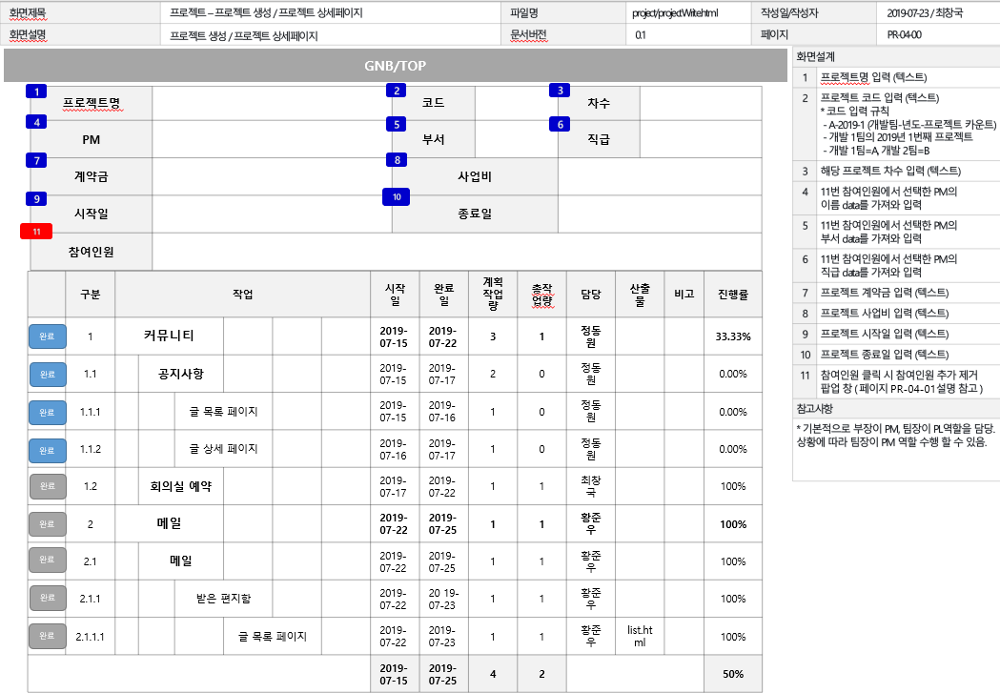 화면제목 프로젝트 – 프로젝트 생성 / 프로젝트 상세페이지 파일명 project/projectWrite.html 작성일/작성자 2019-07-23 / 최창국
화면설명 프로젝트 생성 / 프로젝트 상세페이지 문서버전 0.1 페이지 PR-04-00
GNB/TOP
1 프로젝트명 2 코드 3 차수
4 PM 5 부서 6 직급
7 계약금 8 사업비
9 시작일 10 종료일
11 참여인원
구분 작업 시작 완료 계획 총작 담당 산출 비고 진행률
일 일 작업 업량 물
량
완료 1 커뮤니티 2019- 2019- 3 1 정동 33.33%
07-15 07-22 원
완료 1.1 공지사항 2019- 2019- 2 0 정동 0.00%
07-15 07-17 원
완료 1.1.1 글 목록 페이지 2019- 2019- 1 0 정동 0.00%
07-15 07-16 원
완료 1.1.2 글 상세 페이지 2019- 2019- 1 0 정동 0.00%
07-16 07-17 원
완료 1.2 회의실 예약 2019- 2019- 1 1 최창 100%
07-17 07-22 국
완료 2 메일 2019- 2019- 1 1 황준 100%
07-22 07-25 우
완료 2.1 메일 2019- 2019- 1 1 황준 100%
07-22 07-25 우
완료 2.1.1 받은 편지함 2019- 20 19- 1 1 황준 100%
07-22 07-23 우
완료 2.1.1.1 글 목록 페이지 2019- 2019- 1 1 황준 list.ht 100%
07-22 07-23 우 ml
2019- 2019- 4 2 50%
07-15 07-25
화면설계
1 프로젝트명 입력 (텍스트)
2 프로젝트 코드 입력 (텍스트)
* 코드 입력 규칙
- A-2019-1 (개발팀-년도-프로젝트 카운트)
- 개발 1팀의 2019년 1번째 프로젝트
- 개발 1팀=A, 개발 2팀=B
3 해당 프로젝트 차수 입력 (텍스트)
4 11번 참여인원에서 선택한 PM의
이름 data를 가져와 입력
5 11번 참여인원에서 선택한 PM의
부서 data를 가져와 입력
6 11번 참여인원에서 선택한 PM의
직급 data를 가져와 입력
7 프로젝트 계약금 입력 (텍스트)
8 프로젝트 사업비 입력 (텍스트)
9 프로젝트 시작일 입력 (텍스트)
10 프로젝트 종료일 입력 (텍스트)
11 참여인원 클릭 시 참여인원 추가 제거
팝업 창 ( 페이지 PR-04-01설명 참고 )
참고사항
* 기본적으로 부장이 PM, 팀장이 PL역할을 담당.
상황에 따라 팀장이 PM 역할 수행 할 수 있음.